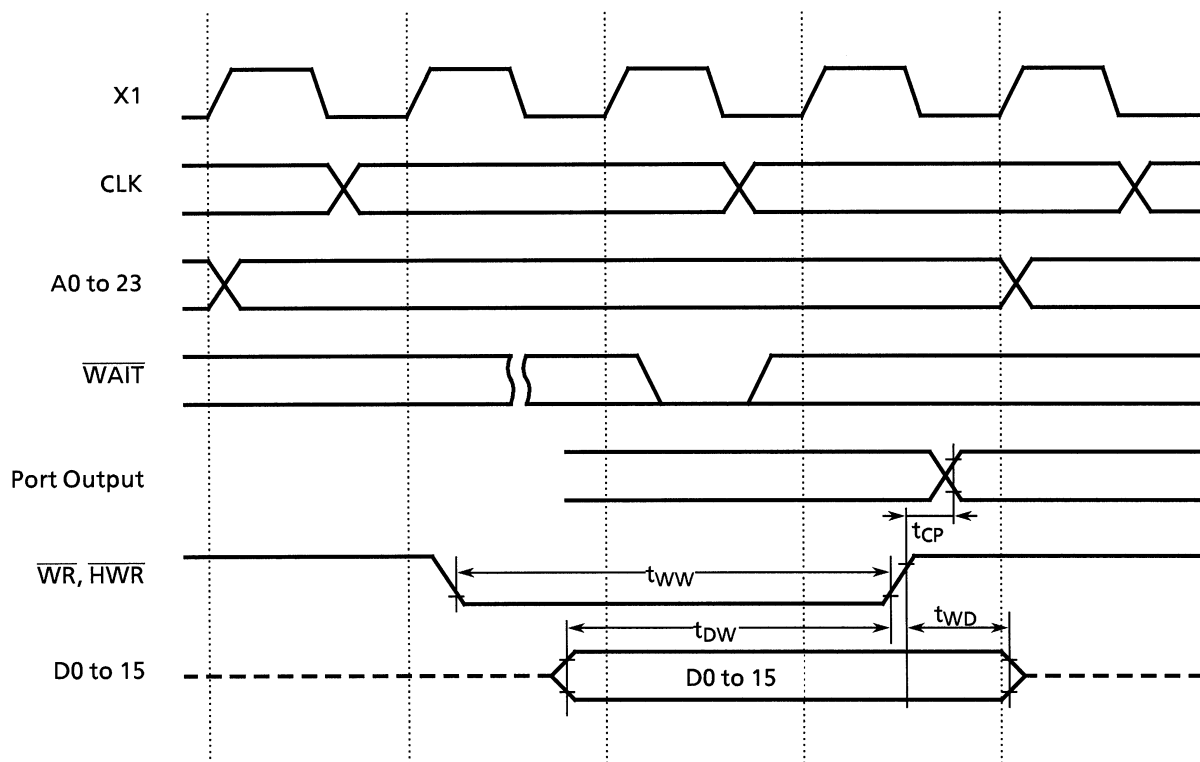 X1
CLK
A0 to 23
WAIT
Port Output
tCP
WR, HWR
tWW
tDW
tWD
D0 to 15
D0 to 15